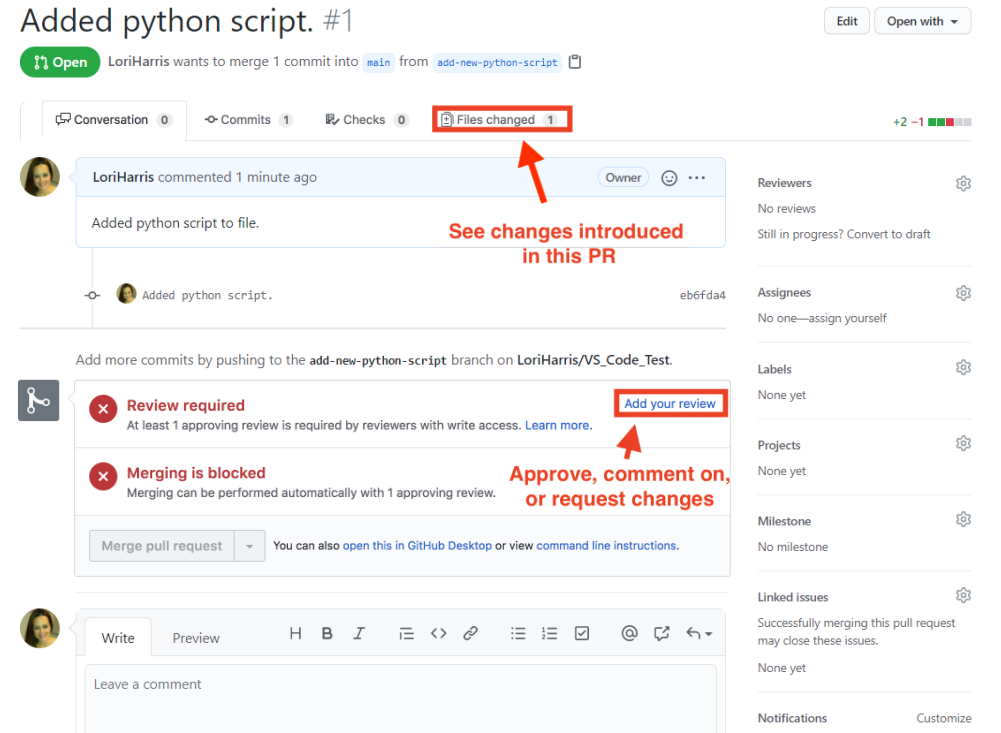 Added python script. #1
Edit
Open with
Open
LoriHarris wants to merge 1 commit into main from add-new-python-script
Conversation 0
Commits 1
Checks 0
Files changed 1
+2 −1
LoriHarris commented 1 minute ago
Owner
Added python script to file.
See changes introduced
in this PR
Added python script.
eb6fda4
Add more commits by pushing to the add-new-python-script branch on LoriHarris/VS_Code_Test.
Review required
Add your review
At least 1 approving review is required by reviewers with write access. Learn more.
Merging is blocked
Merging can be performed automatically with 1 approving review.
Approve, comment on,
or request changes
Merge pull request
You can also open this in GitHub Desktop or view command line instructions.
Write
Preview
H B I
Leave a comment
Reviewers
No reviews
Still in progress? Convert to draft
Assignees
No one—assign yourself
Labels
None yet
Projects
None yet
Milestone
No milestone
Linked issues
Successfully merging this pull request
may close these issues.
None yet
Notifications
Customize